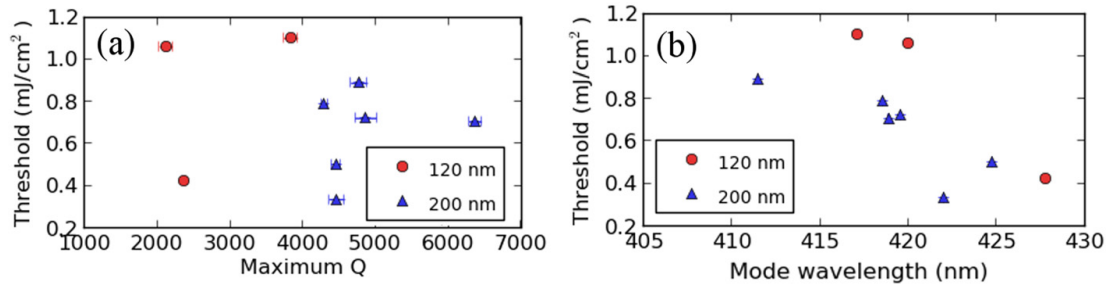 (a)
Threshold (mJ/cm²)
1.2
1.0
0.8
0.6
0.4
0.2
120 nm
200 nm
1000 2000 3000 4000 5000 6000 7000
Maximum Q
(b)
Threshold (mJ/cm²)
1.2
1.0
0.8
0.6
0.4
0.2
120 nm
200 nm
405 410 415 420 425 430
Mode wavelength (nm)